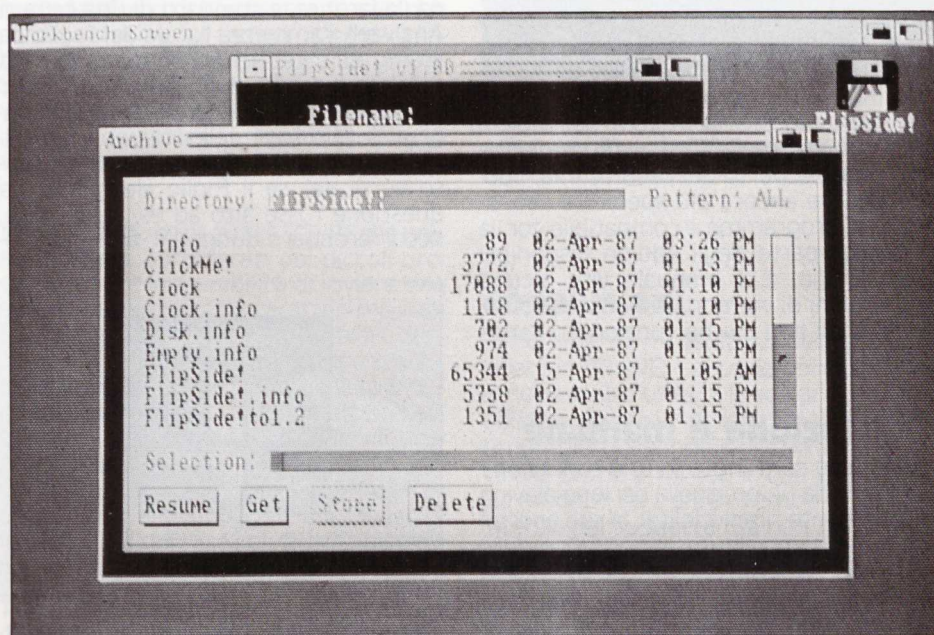 Workbench Screen
FlipSide! v1.00
FlipSide!
Filename:
Archive
Directory: FlipSide!: Pattern: ALL
.info 89 02-Apr-87 03:26 PM
ClickMe! 3772 02-Apr-87 01:13 PM
Clock 17088 02-Apr-87 01:10 PM
Clock.info 1118 02-Apr-87 01:10 PM
Disk.info 702 02-Apr-87 01:15 PM
Empty.info 974 02-Apr-87 01:15 PM
FlipSide! 65344 15-Apr-87 11:05 AM
FlipSide!.info 5758 02-Apr-87 01:15 PM
FlipSide!to1.2 1351 02-Apr-87 01:15 PM
Selection:
Resume Get Store Delete